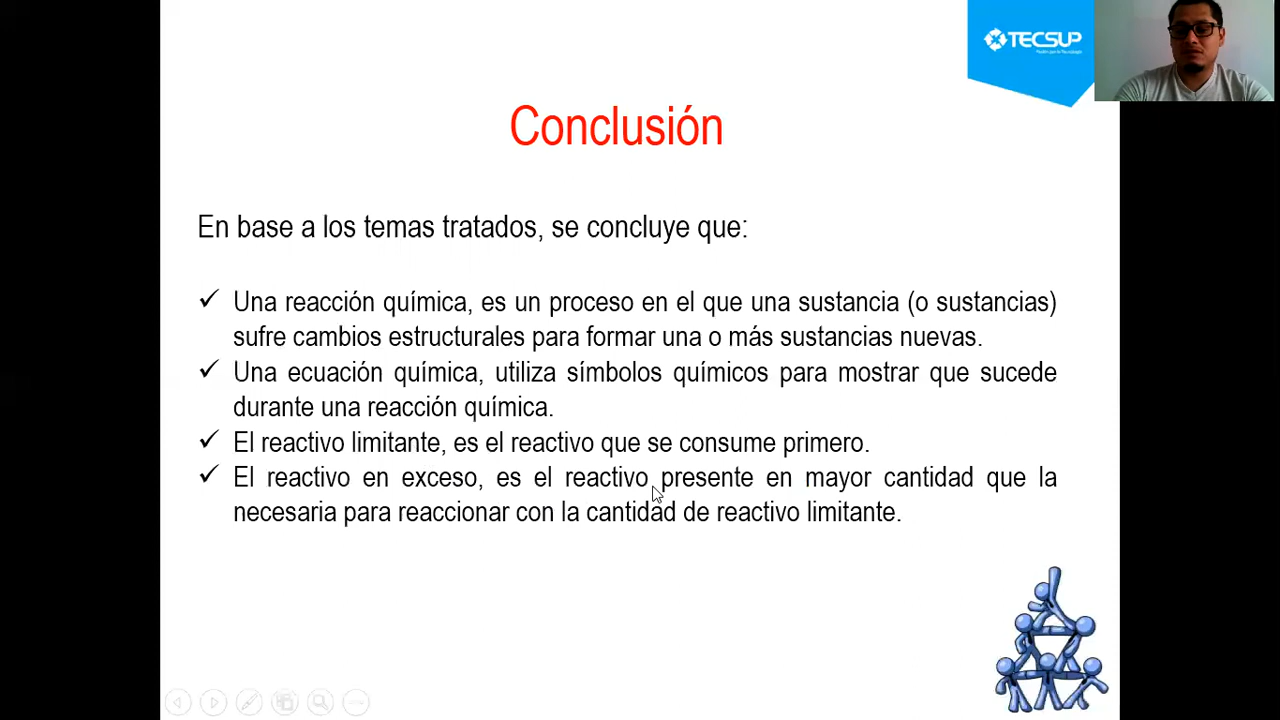 TECSUP
Conclusión
En base a los temas tratados, se concluye que:
✓ Una reacción química, es un proceso en el que una sustancia (o sustancias)
sufre cambios estructurales para formar una o más sustancias nuevas.
✓ Una ecuación química, utiliza símbolos químicos para mostrar que sucede
durante una reacción química.
✓ El reactivo limitante, es el reactivo que se consume primero.
✓ El reactivo en exceso, es el reactivo presente en mayor cantidad que la
necesaria para reaccionar con la cantidad de reactivo limitante.